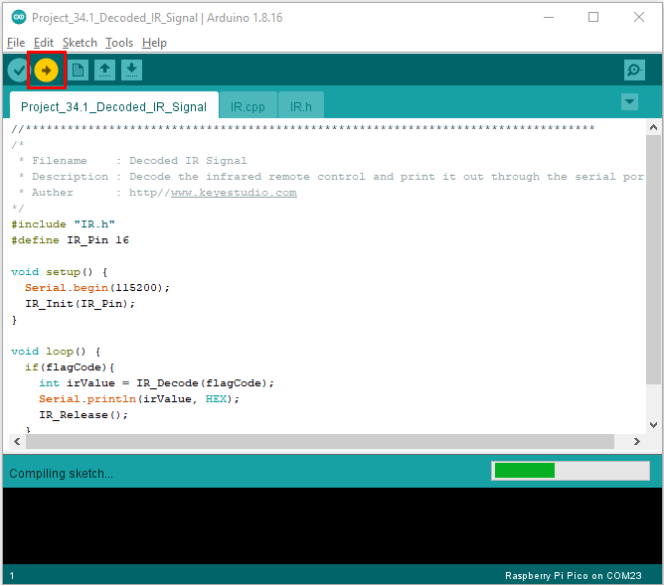 Project_34.1_Decoded_IR_Signal | Arduino 1.8.16
File Edit Sketch Tools Help
Project_34.1_Decoded_IR_Signal IR.cpp IR.h
//**********************************************************************************
/*
 * Filename    : Decoded IR Signal
 * Description : Decode the infrared remote control and print it out through the serial por
 * Auther      : http//www.keyestudio.com
*/
#include "IR.h"
#define IR_Pin 16
void setup() {
  Serial.begin(115200);
  IR_Init(IR_Pin);
}
void loop() {
  if(flagCode){
    int irValue = IR_Decode(flagCode);
    Serial.println(irValue, HEX);
    IR_Release();
  }
Compiling sketch...
1 Raspberry Pi Pico on COM23